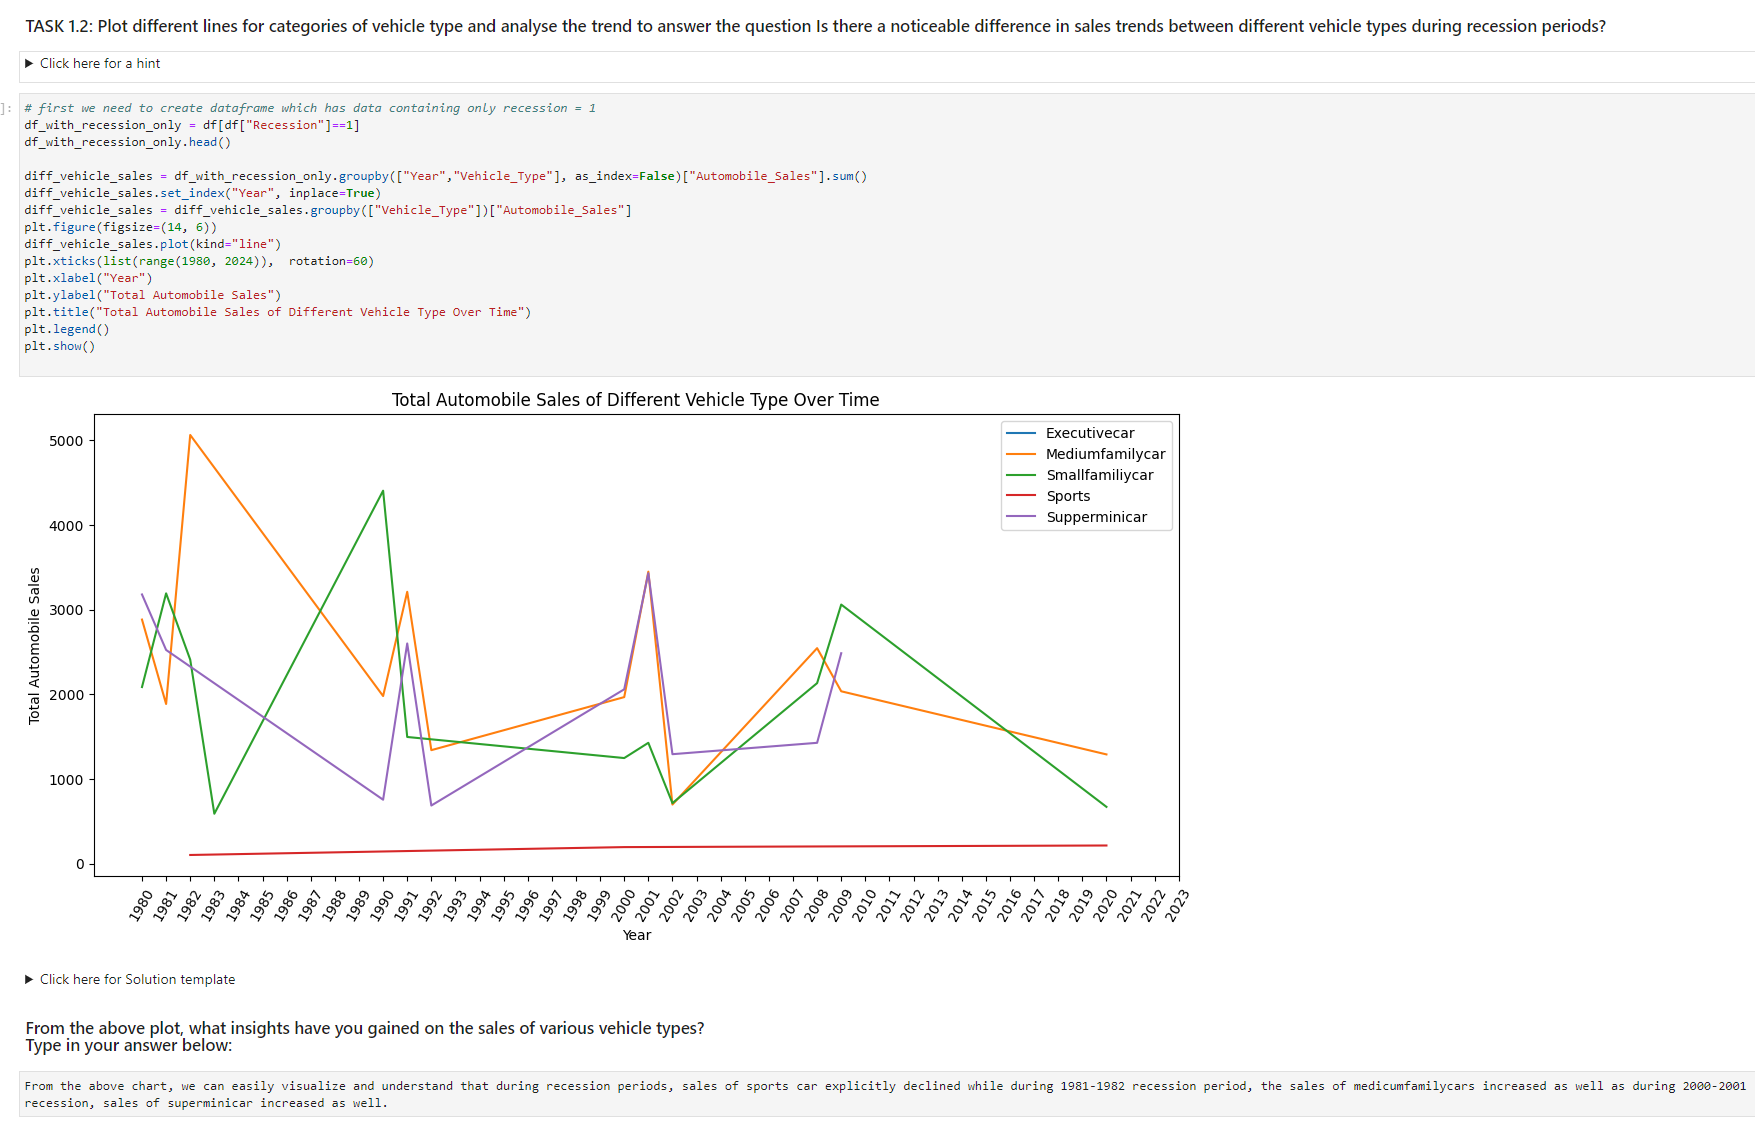 TASK 1.2: Plot different lines for categories of vehicle type and analyse the trend to answer the question Is there a noticeable difference in sales trends between different vehicle types during recession periods?
▶ Click here for a hint
]:
# first we need to create dataframe which has data containing only recession = 1
df_with_recession_only = df[df["Recession"]==1]
df_with_recession_only.head()
diff_vehicle_sales = df_with_recession_only.groupby(["Year","Vehicle_Type"], as_index=False)["Automobile_Sales"].sum()
diff_vehicle_sales.set_index("Year", inplace=True)
diff_vehicle_sales = diff_vehicle_sales.groupby(["Vehicle_Type"])["Automobile_Sales"]
plt.figure(figsize=(14, 6))
diff_vehicle_sales.plot(kind="line")
plt.xticks(list(range(1980, 2024)),  rotation=60)
plt.xlabel("Year")
plt.ylabel("Total Automobile Sales")
plt.title("Total Automobile Sales of Different Vehicle Type Over Time")
plt.legend()
plt.show()
Total Automobile Sales of Different Vehicle Type Over Time
Executivecar
Mediumfamilycar
Smallfamiliycar
Sports
Supperminicar
5000
4000
3000
2000
1000
0
Total Automobile Sales
1980 1981 1982 1983 1984 1985 1986 1987 1988 1989 1990 1991 1992 1993 1994 1995 1996 1997 1998 1999 2000 2001 2002 2003 2004 2005 2006 2007 2008 2009 2010 2011 2012 2013 2014 2015 2016 2017 2018 2019 2020 2021 2022 2023
Year
▶ Click here for Solution template
From the above plot, what insights have you gained on the sales of various vehicle types?
Type in your answer below:
From the above chart, we can easily visualize and understand that during recession periods, sales of sports car explicitly declined while during 1981-1982 recession period, the sales of medicumfamilycars increased as well as during 2000-2001
recession, sales of superminicar increased as well.